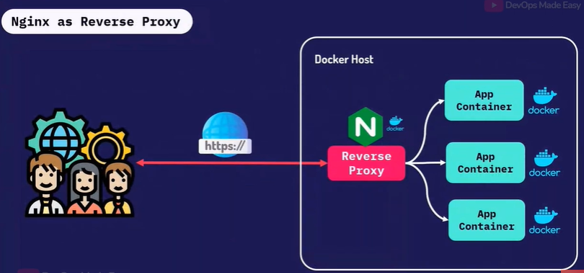 DevOps Made Easy
Nginx as Reverse Proxy
Docker Host
https://
N
docker
Reverse
Proxy
App
Container
docker
App
Container
docker
App
Container
docker